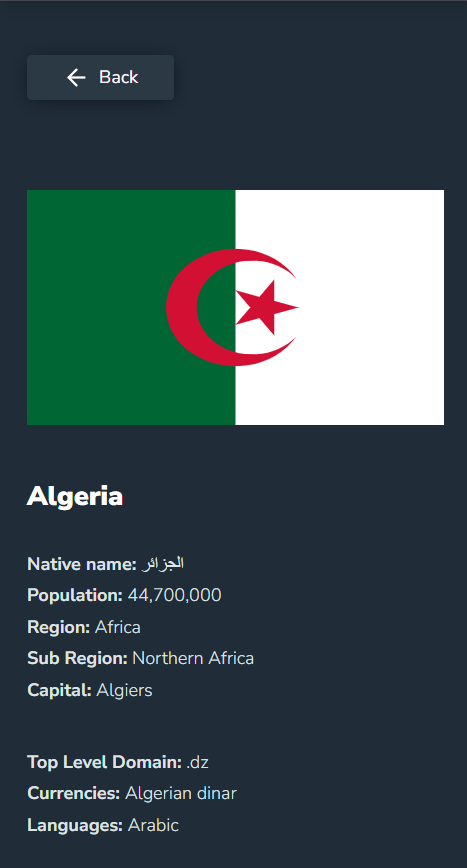 Back
Algeria
Native name: الجزائر
Population: 44,700,000
Region: Africa
Sub Region: Northern Africa
Capital: Algiers
Top Level Domain: .dz
Currencies: Algerian dinar
Languages: Arabic